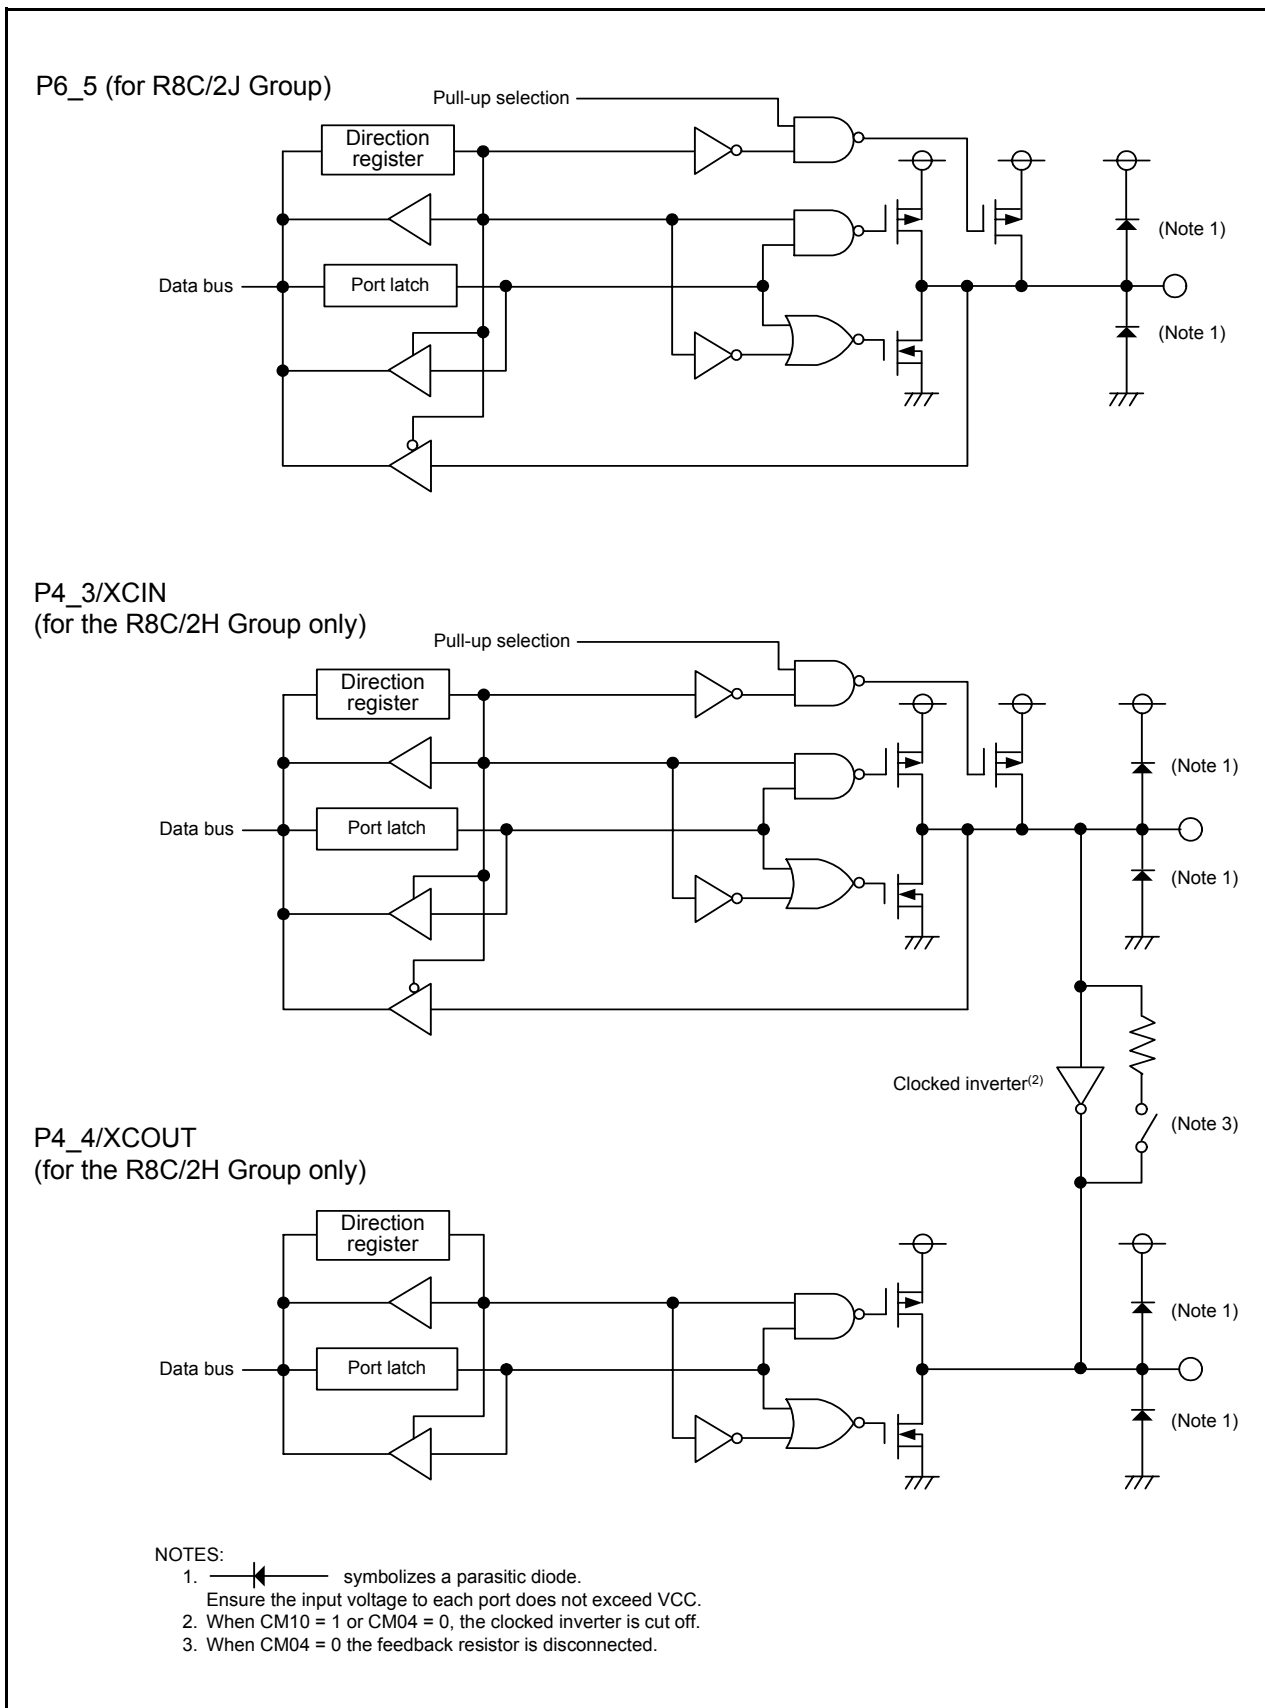 P6_5 (for R8C/2J Group)
Pull-up selection
Direction
register
(Note 1)
Data bus
Port latch
(Note 1)
P4_3/XCIN
(for the R8C/2H Group only)
Pull-up selection
Direction
register
(Note 1)
Data bus
Port latch
(Note 1)
Clocked inverter(2)
(Note 3)
P4_4/XCOUT
(for the R8C/2H Group only)
Direction
register
(Note 1)
Data bus
Port latch
(Note 1)
NOTES:
1. symbolizes a parasitic diode.
Ensure the input voltage to each port does not exceed VCC.
2. When CM10 = 1 or CM04 = 0, the clocked inverter is cut off.
3. When CM04 = 0 the feedback resistor is disconnected.